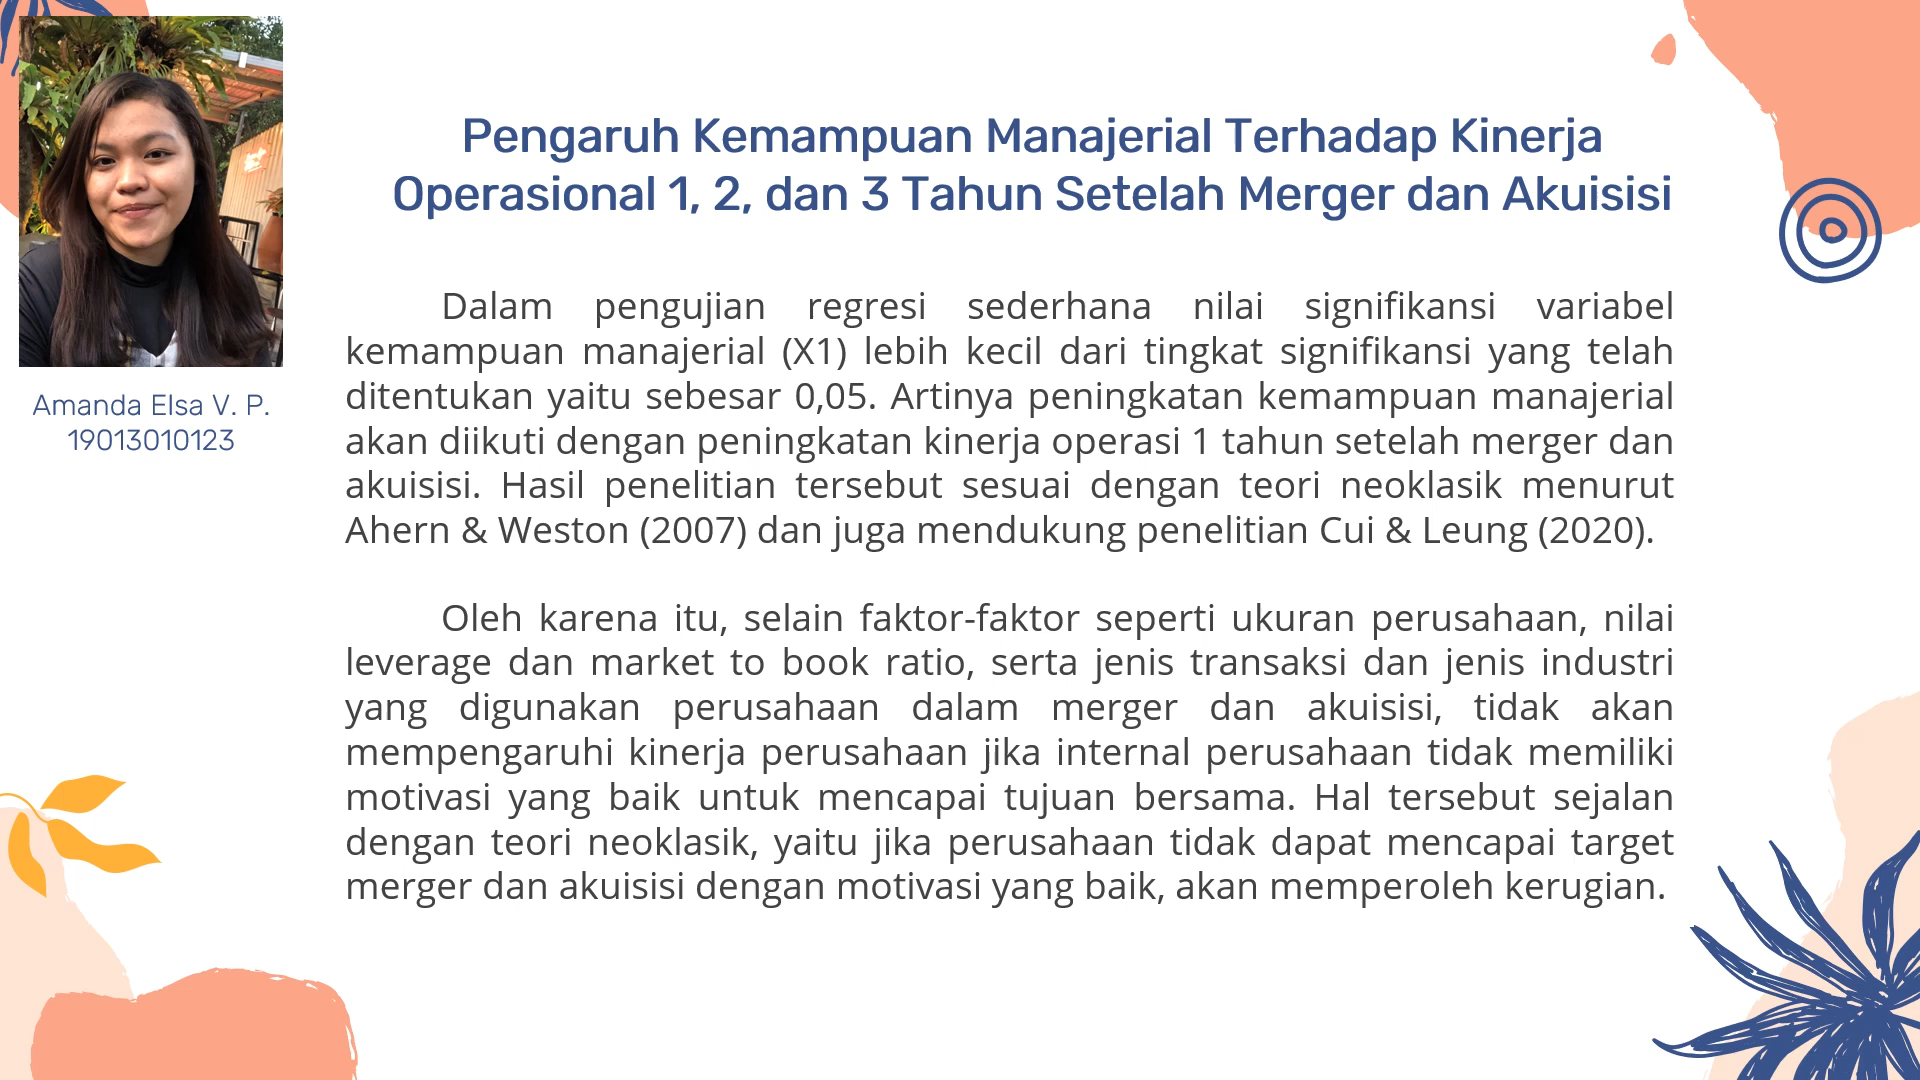 Amanda Elsa V. P.
19013010123
Pengaruh Kemampuan Manajerial Terhadap Kinerja
Operasional 1, 2, dan 3 Tahun Setelah Merger dan Akuisisi
Dalam pengujian regresi sederhana nilai signifikansi variabel
kemampuan manajerial (X1) lebih kecil dari tingkat signifikansi yang telah
ditentukan yaitu sebesar 0,05. Artinya peningkatan kemampuan manajerial
akan diikuti dengan peningkatan kinerja operasi 1 tahun setelah merger dan
akuisisi. Hasil penelitian tersebut sesuai dengan teori neoklasik menurut
Ahern & Weston (2007) dan juga mendukung penelitian Cui & Leung (2020).
Oleh karena itu, selain faktor-faktor seperti ukuran perusahaan, nilai
leverage dan market to book ratio, serta jenis transaksi dan jenis industri
yang digunakan perusahaan dalam merger dan akuisisi, tidak akan
mempengaruhi kinerja perusahaan jika internal perusahaan tidak memiliki
motivasi yang baik untuk mencapai tujuan bersama. Hal tersebut sejalan
dengan teori neoklasik, yaitu jika perusahaan tidak dapat mencapai target
merger dan akuisisi dengan motivasi yang baik, akan memperoleh kerugian.